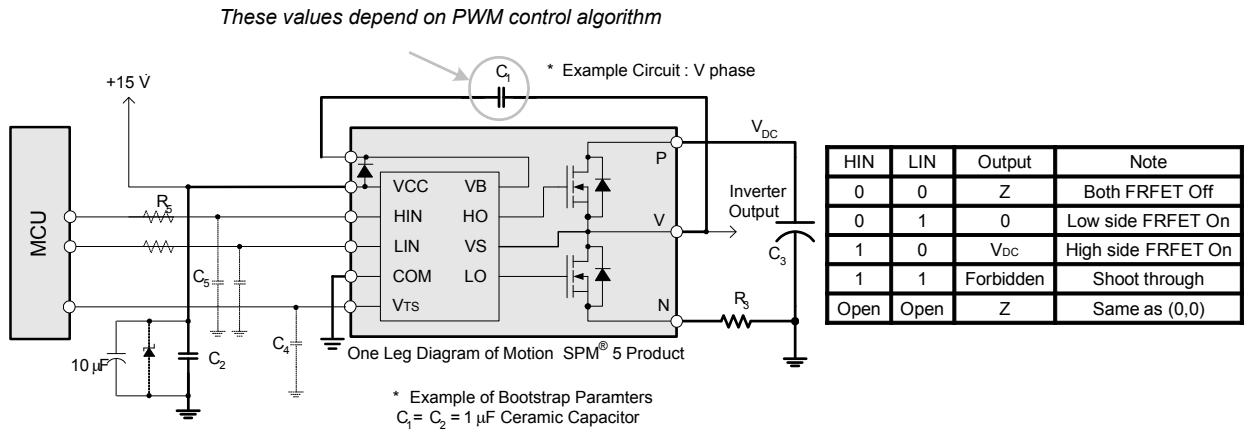 These values depend on PWM control algorithm
C1
* Example Circuit : V phase
+15 V
VDC
P
R5
VCC VB
HIN HO
LIN VS
COM LO
VTS
MCU
V
Inverter
Output
C5
C3
N
R3
10 µF
C2
C4
One Leg Diagram of Motion SPM® 5 Product
* Example of Bootstrap Paramters
C1 = C2 = 1 µF Ceramic Capacitor
HIN LIN Output Note
0 0 Z Both FRFET Off
0 1 0 Low side FRFET On
1 0 VDC High side FRFET On
1 1 Forbidden Shoot through
Open Open Z Same as (0,0)